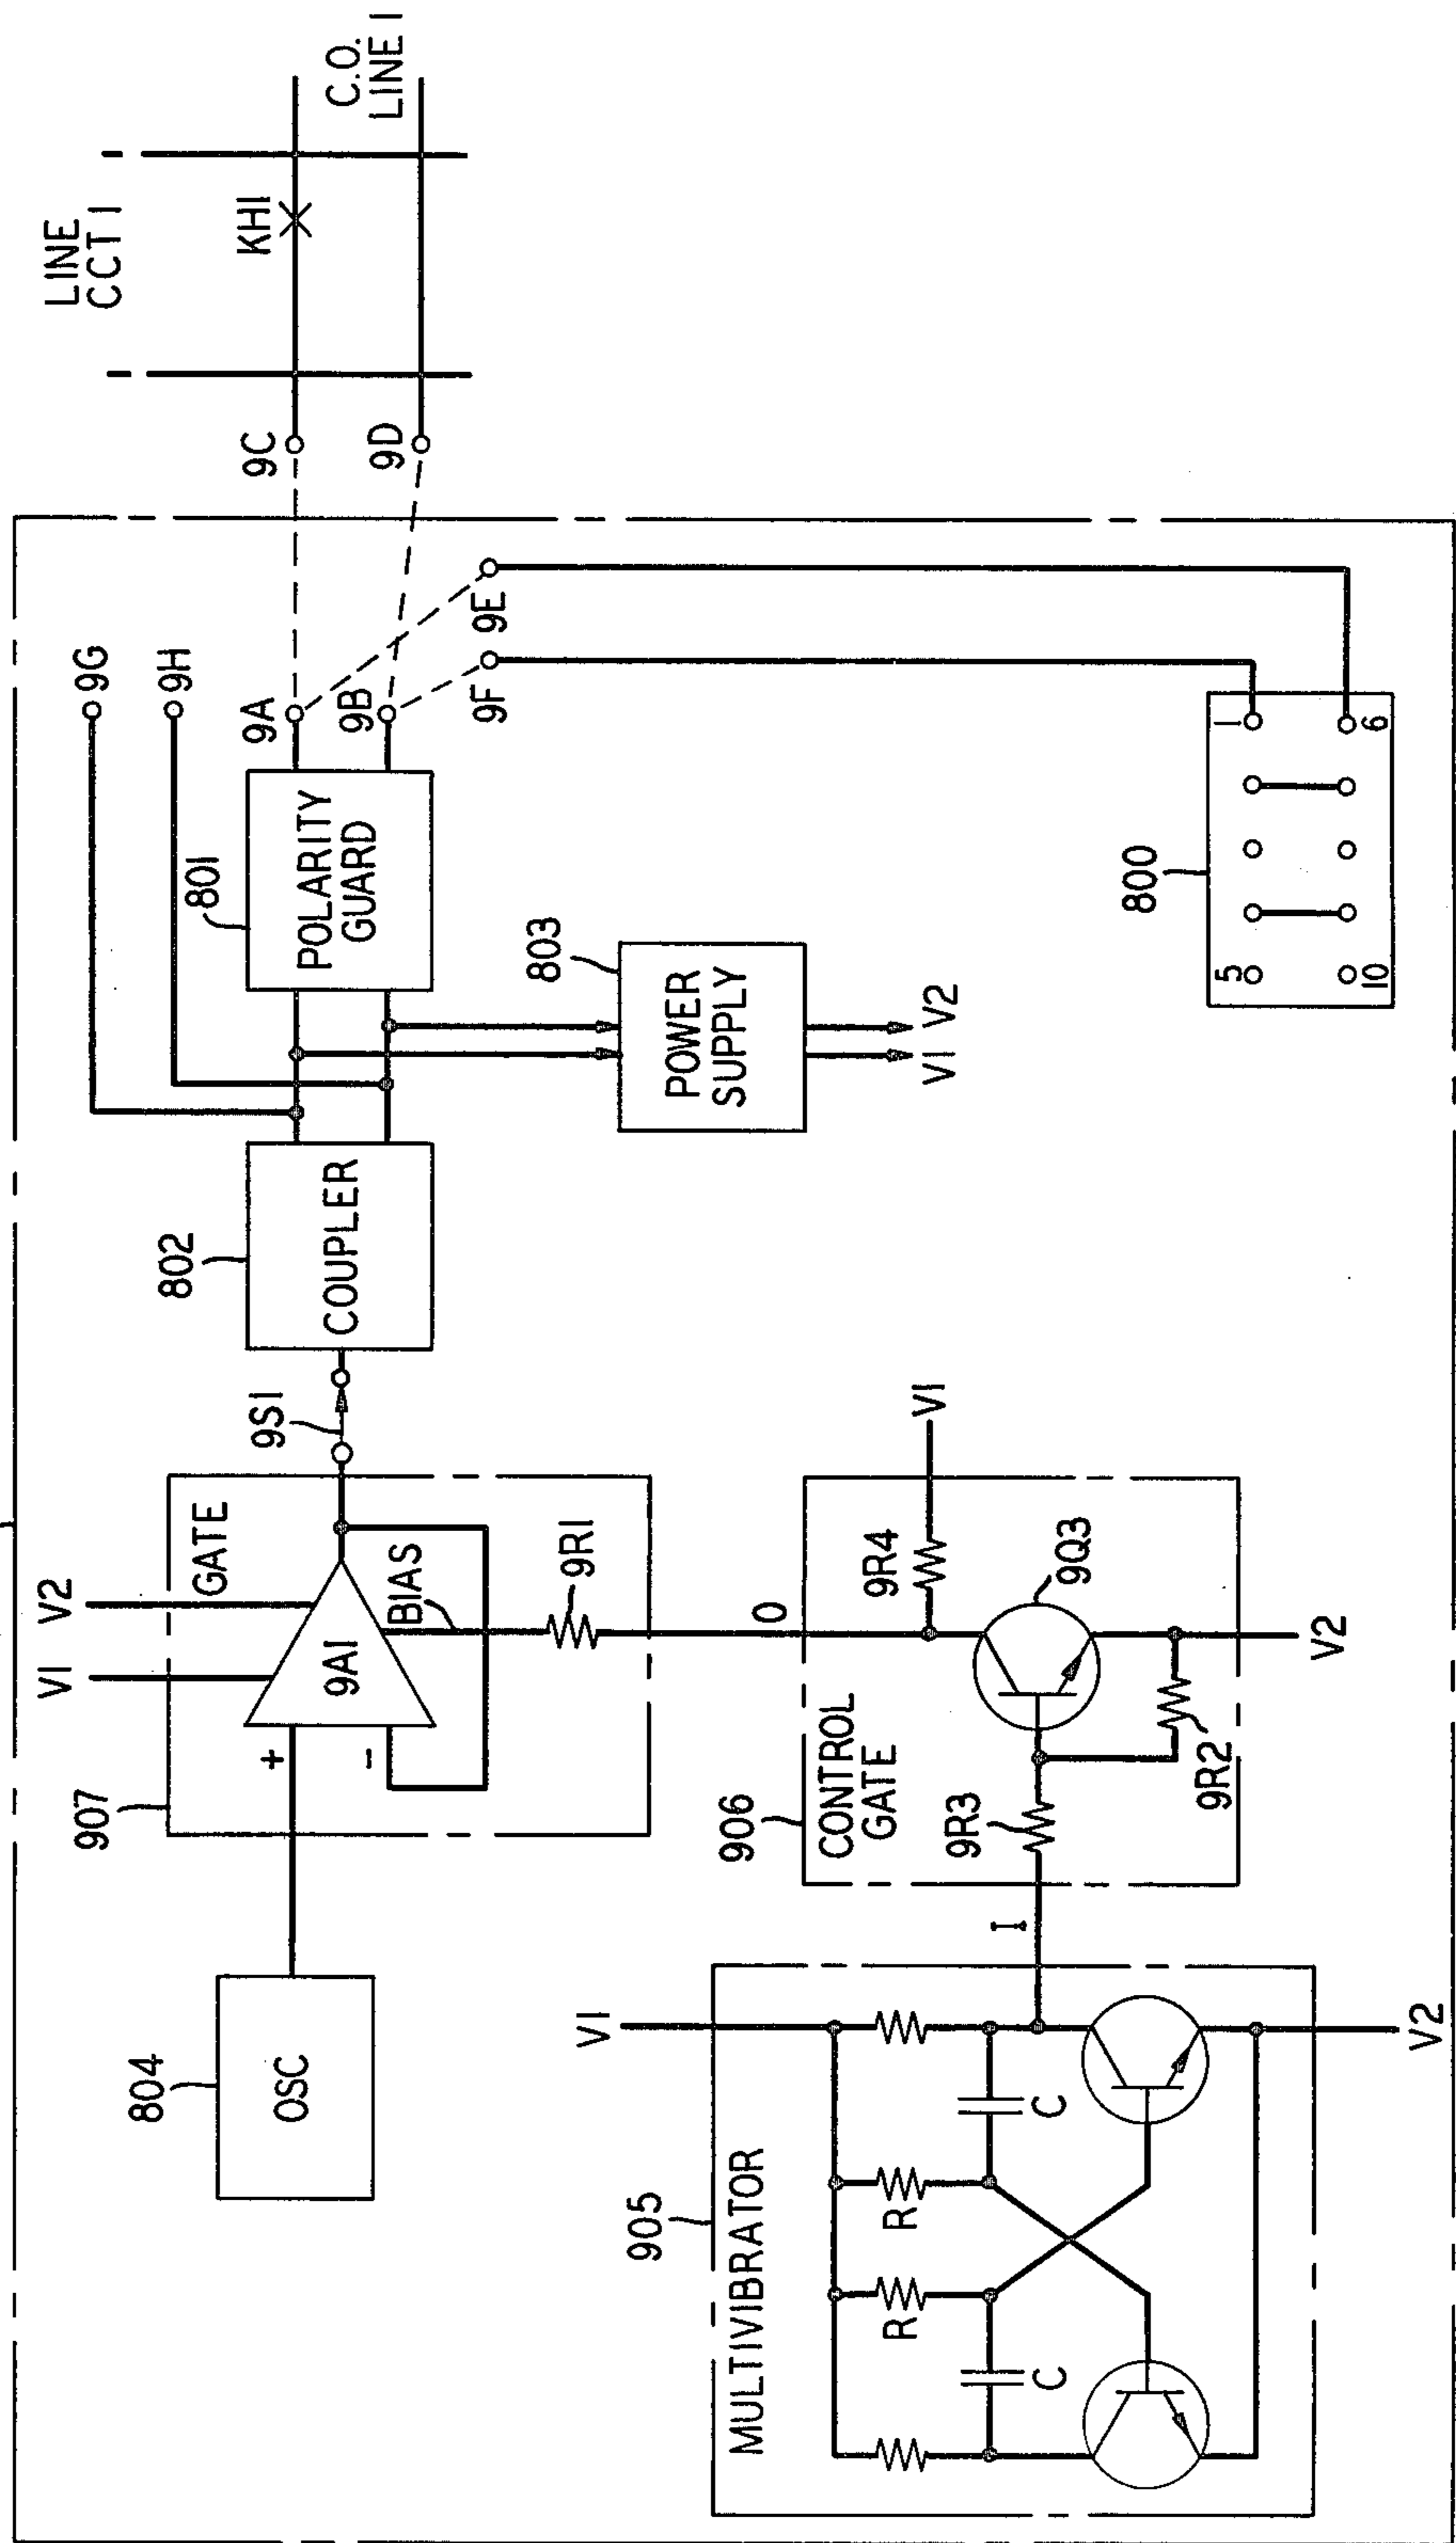 LINE
CCT 1
KH1
C.O.
LINE 1
9C
9D
9G
9H
9A
9B
9E
9F
801
POLARITY
GUARD
802
COUPLER
803
POWER
SUPPLY
V1
V2
800
1
5
6
10
9S1
907
GATE
V1
V2
+
-
9A1
BIAS
9R1
O
804
OSC
906
CONTROL
GATE
9R4
V1
9Q3
9R3
9R2
V2
I
905
MULTIVIBRATOR
V1
R
R
C
C
V2